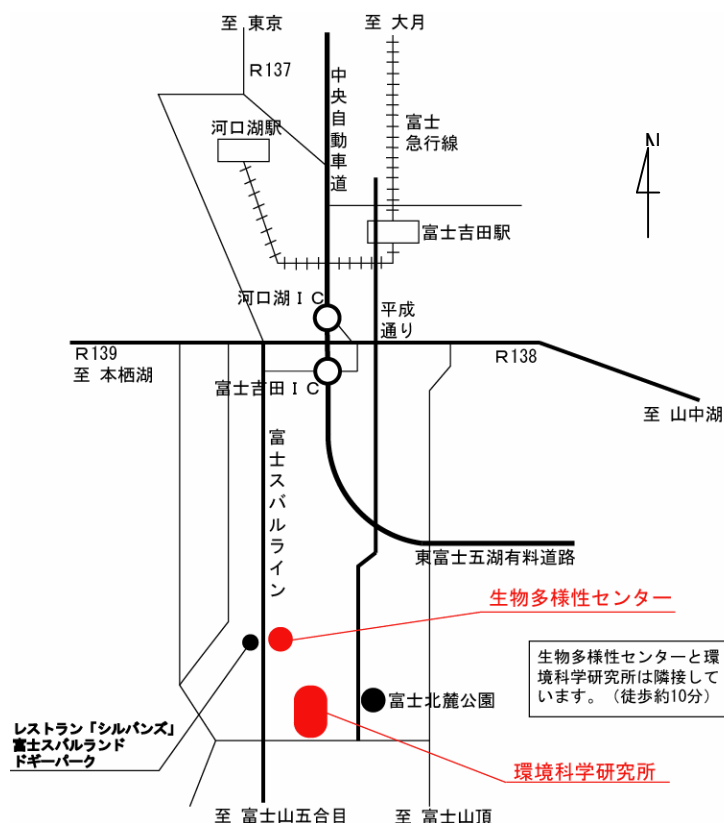 至 東京
至 大月
R137
中央自動車道
富士
急行線
河口湖駅
N
富士吉田駅
河口湖IC
平成
通り
R139
至 本栖湖
R138
富士吉田IC
至 山中湖
富士スバルライン
東富士五湖有料道路
生物多様性センター
生物多様性センターと環
境科学研究所は隣接して
います。(徒歩約10分)
富士北麓公園
レストラン「シルバンズ」
富士スバルランド
ドギーパーク
環境科学研究所
至 富士山五合目
至 富士山頂